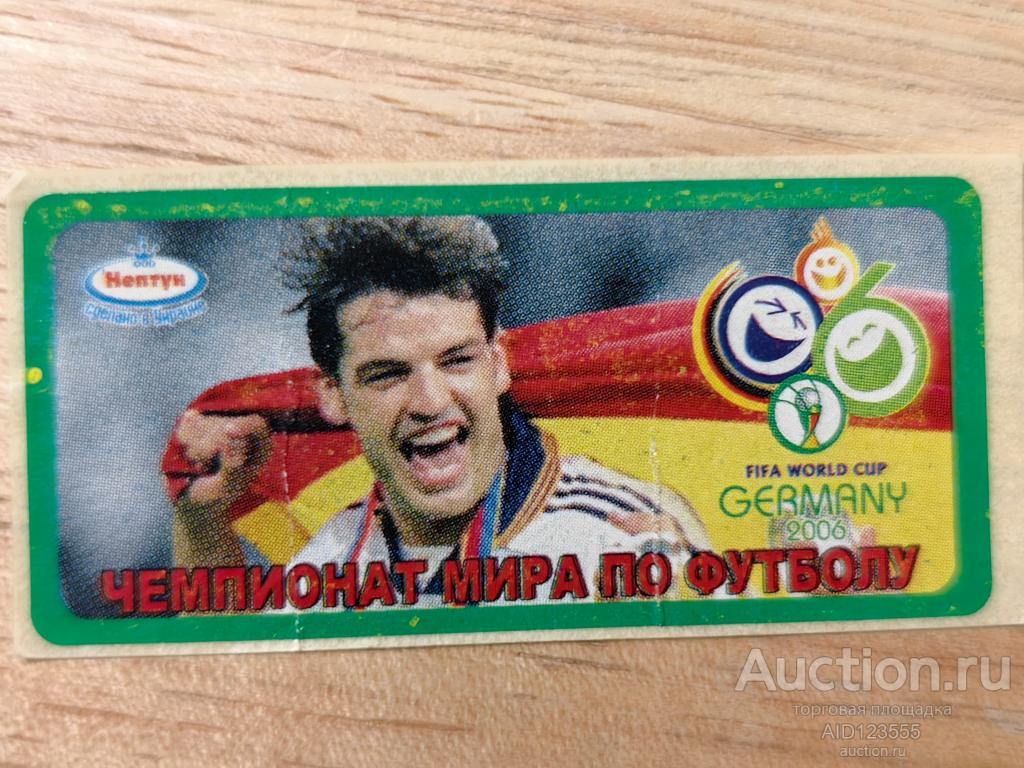 ООО
Нептун
Сделано в Украине
FIFA WORLD CUP
GERMANY
2006
ЧЕМПИОНАТ МИРА ПО ФУТБОЛУ
Auction.ru
торговая площадка
AID123555
auction.ru